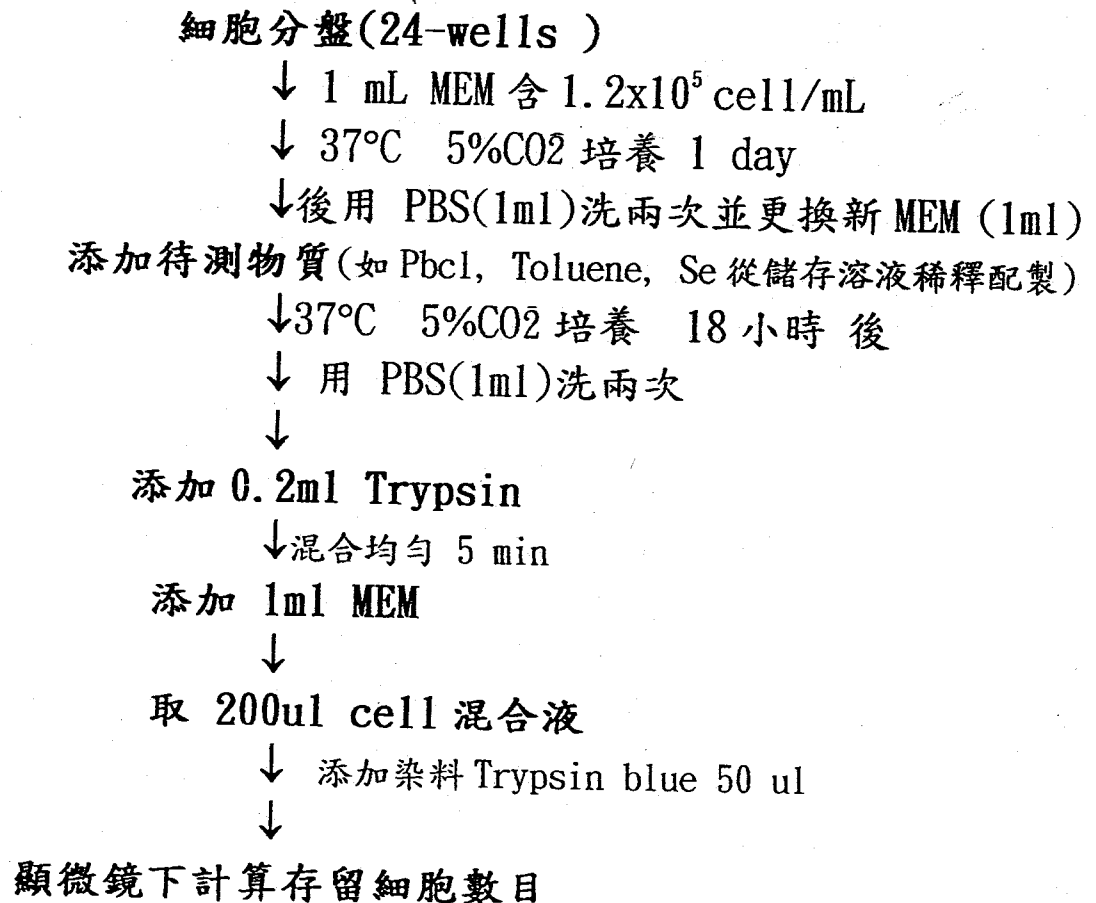 細胞分盤(24-wells )
↓ 1 mL MEM 含 1.2x10⁵ cell/mL
↓ 37°C 5%CO2 培養 1 day
↓後用 PBS(1ml)洗兩次並更換新 MEM (1ml)
添加待測物質(如 Pbcl, Toluene, Se 從儲存溶液稀釋配製)
↓37°C 5%CO2 培養 18 小時 後
↓ 用 PBS(1ml)洗兩次
↓
添加 0.2ml Trypsin
↓混合均勻 5 min
添加 1ml MEM
↓
取 200ul cell 混合液
↓ 添加染料 Trypsin blue 50 ul
↓
顯微鏡下計算存留細胞數目